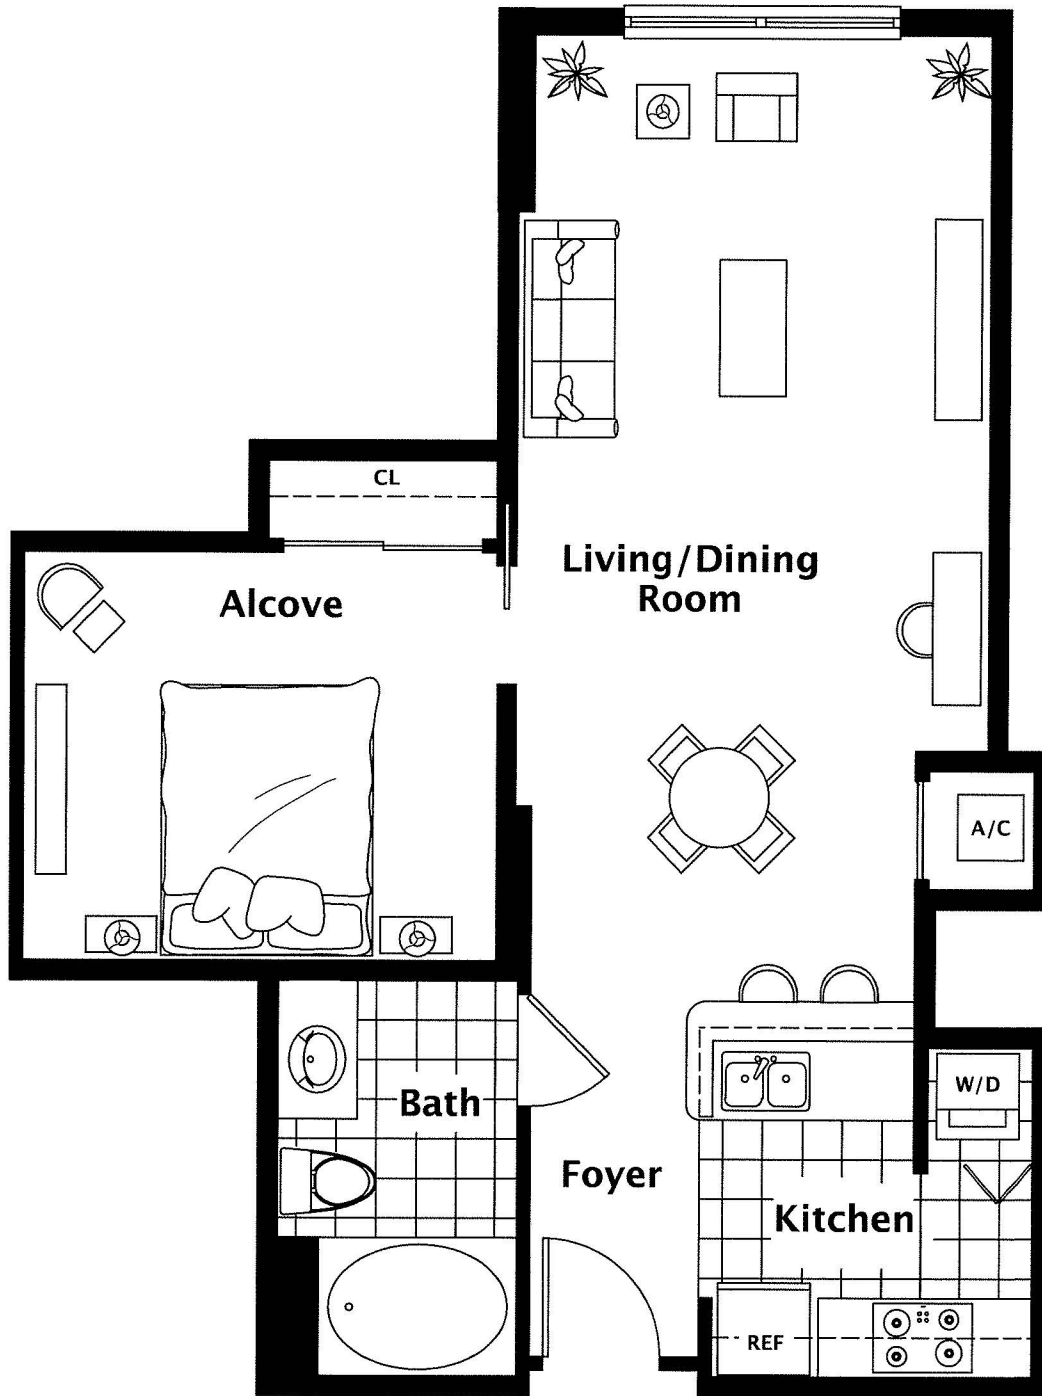 CL
Living/Dining
Room
Alcove
A/C
W/D
Bath
Foyer
Kitchen
REF